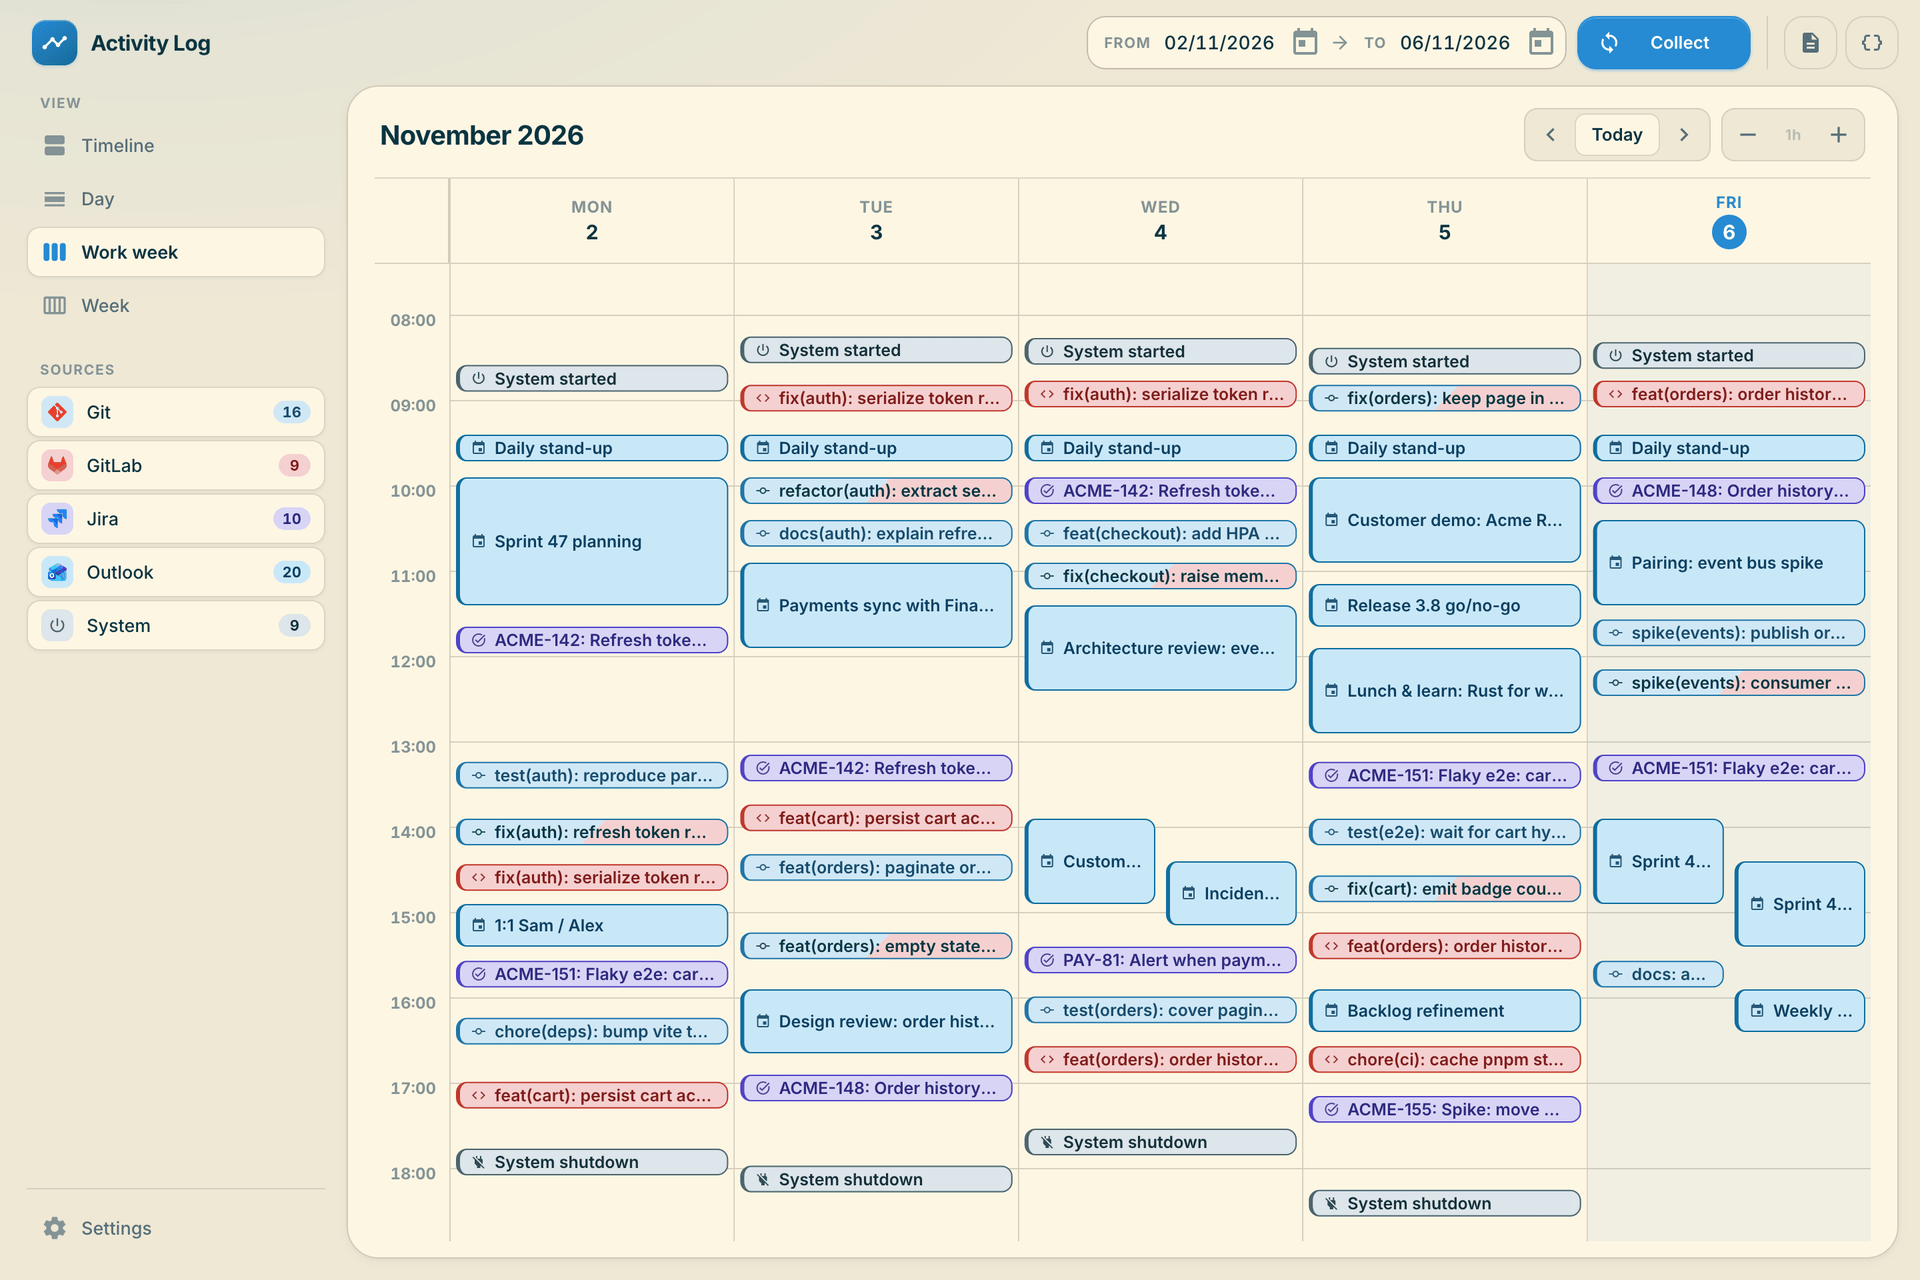 Activity Log
FROM 02/11/2026 → TO 06/11/2026
Collect
VIEW
Timeline
Day
Work week
Week
SOURCES
Git 16
GitLab 9
Jira 10
Outlook 20
System 9
Settings
November 2026
Today
1h
MON
2
TUE
3
WED
4
THU
5
FRI
6
08:00
09:00
10:00
11:00
12:00
13:00
14:00
15:00
16:00
17:00
18:00
System started
Daily stand-up
Sprint 47 planning
ACME-142: Refresh toke...
test(auth): reproduce par...
fix(auth): refresh token r...
fix(auth): serialize token r...
1:1 Sam / Alex
ACME-151: Flaky e2e: car...
chore(deps): bump vite t...
feat(cart): persist cart ac...
System shutdown
System started
fix(auth): serialize token r...
Daily stand-up
refactor(auth): extract se...
docs(auth): explain refre...
Payments sync with Fina...
ACME-142: Refresh toke...
feat(cart): persist cart ac...
feat(orders): paginate or...
feat(orders): empty state...
Design review: order hist...
ACME-148: Order history...
System shutdown
System started
fix(auth): serialize token r...
Daily stand-up
ACME-142: Refresh toke...
feat(checkout): add HPA ...
fix(checkout): raise mem...
Architecture review: eve...
Custom...
Inciden...
PAY-81: Alert when paym...
test(orders): cover pagin...
feat(orders): order histor...
System shutdown
System started
fix(orders): keep page in ...
Daily stand-up
Customer demo: Acme R...
Release 3.8 go/no-go
Lunch & learn: Rust for w...
ACME-151: Flaky e2e: car...
test(e2e): wait for cart hy...
fix(cart): emit badge cou...
feat(orders): order histor...
Backlog refinement
chore(ci): cache pnpm st...
ACME-155: Spike: move ...
System shutdown
System started
feat(orders): order histor...
Daily stand-up
ACME-148: Order history...
Pairing: event bus spike
spike(events): publish or...
spike(events): consumer ...
ACME-151: Flaky e2e: car...
Sprint 4...
Sprint 4...
docs: a...
Weekly ...